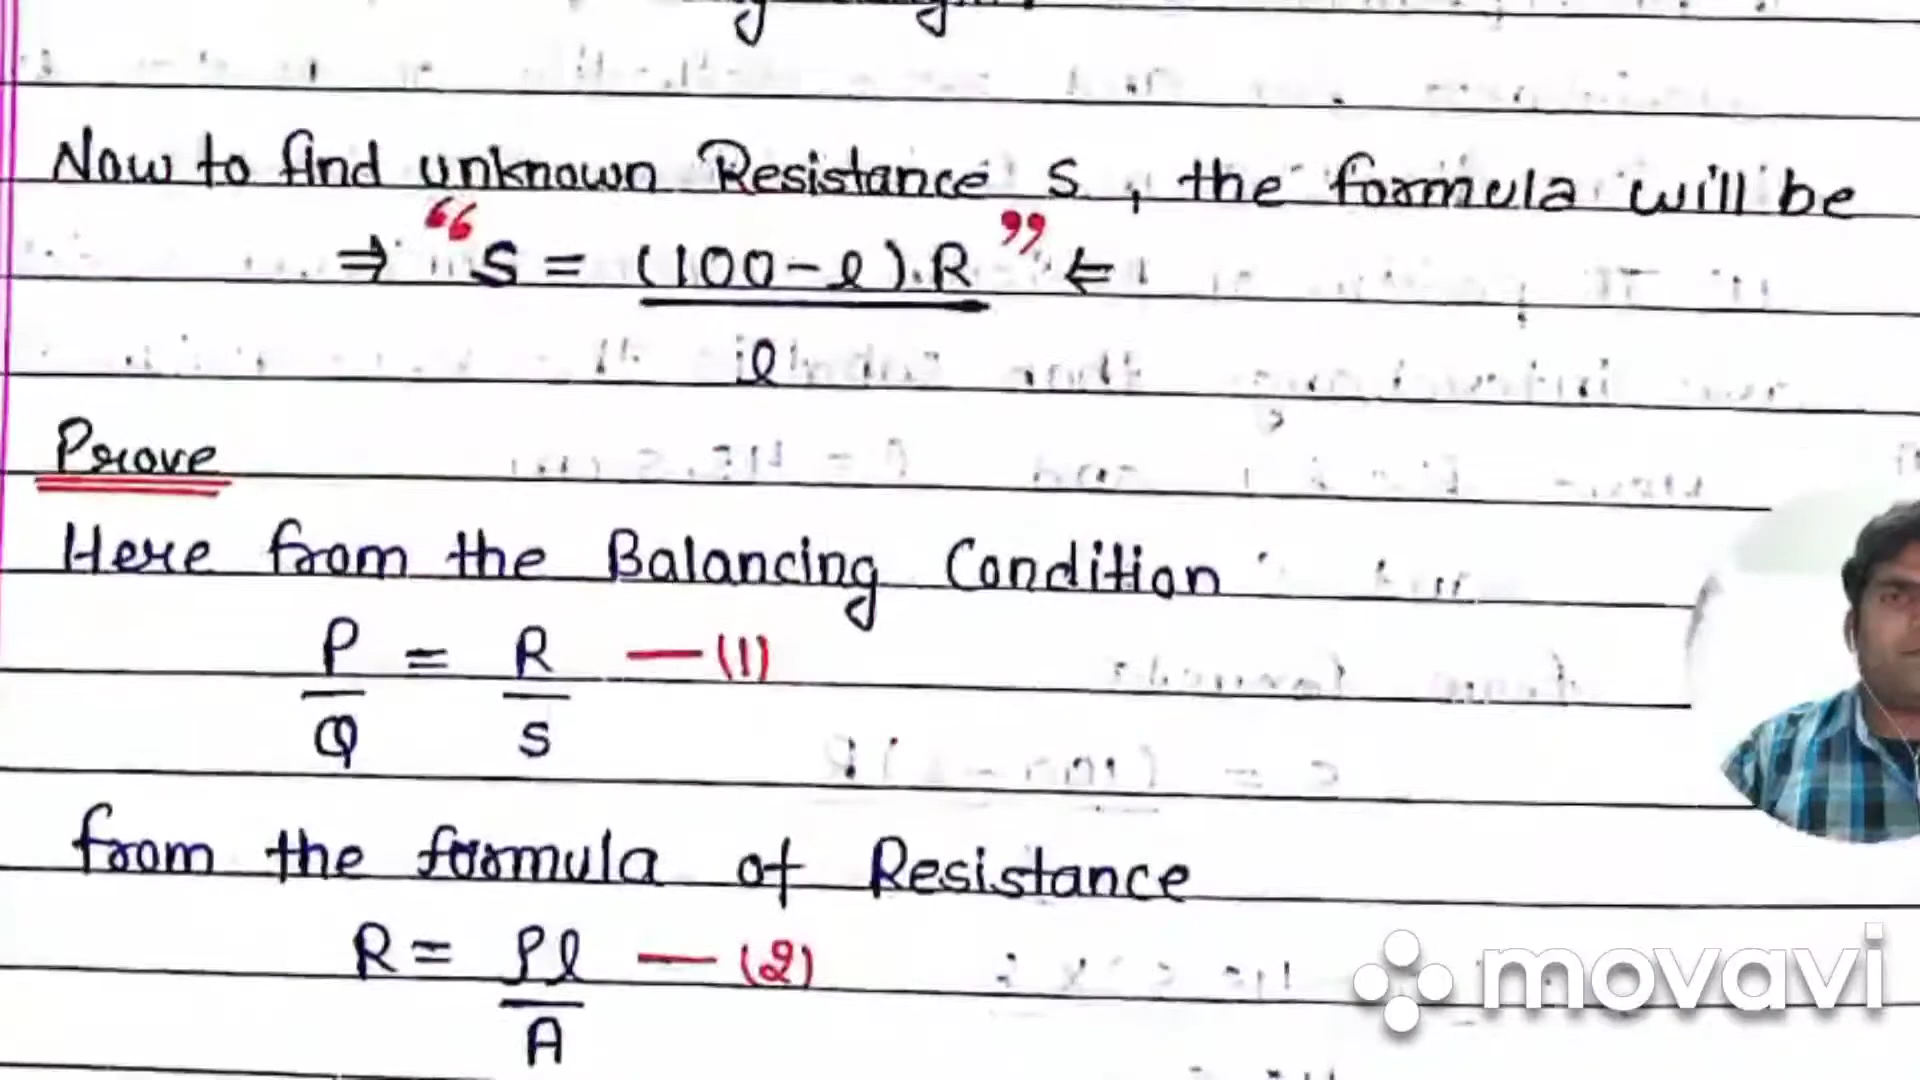 Now to find unknown Resistance S, the formula will be
⇒ “S = (100-l).R” ⇐
l
Prove
Here from the Balancing Condition
P = R —(1)
Q S
from the formula of Resistance
R = ρl —(2)
A
movavi